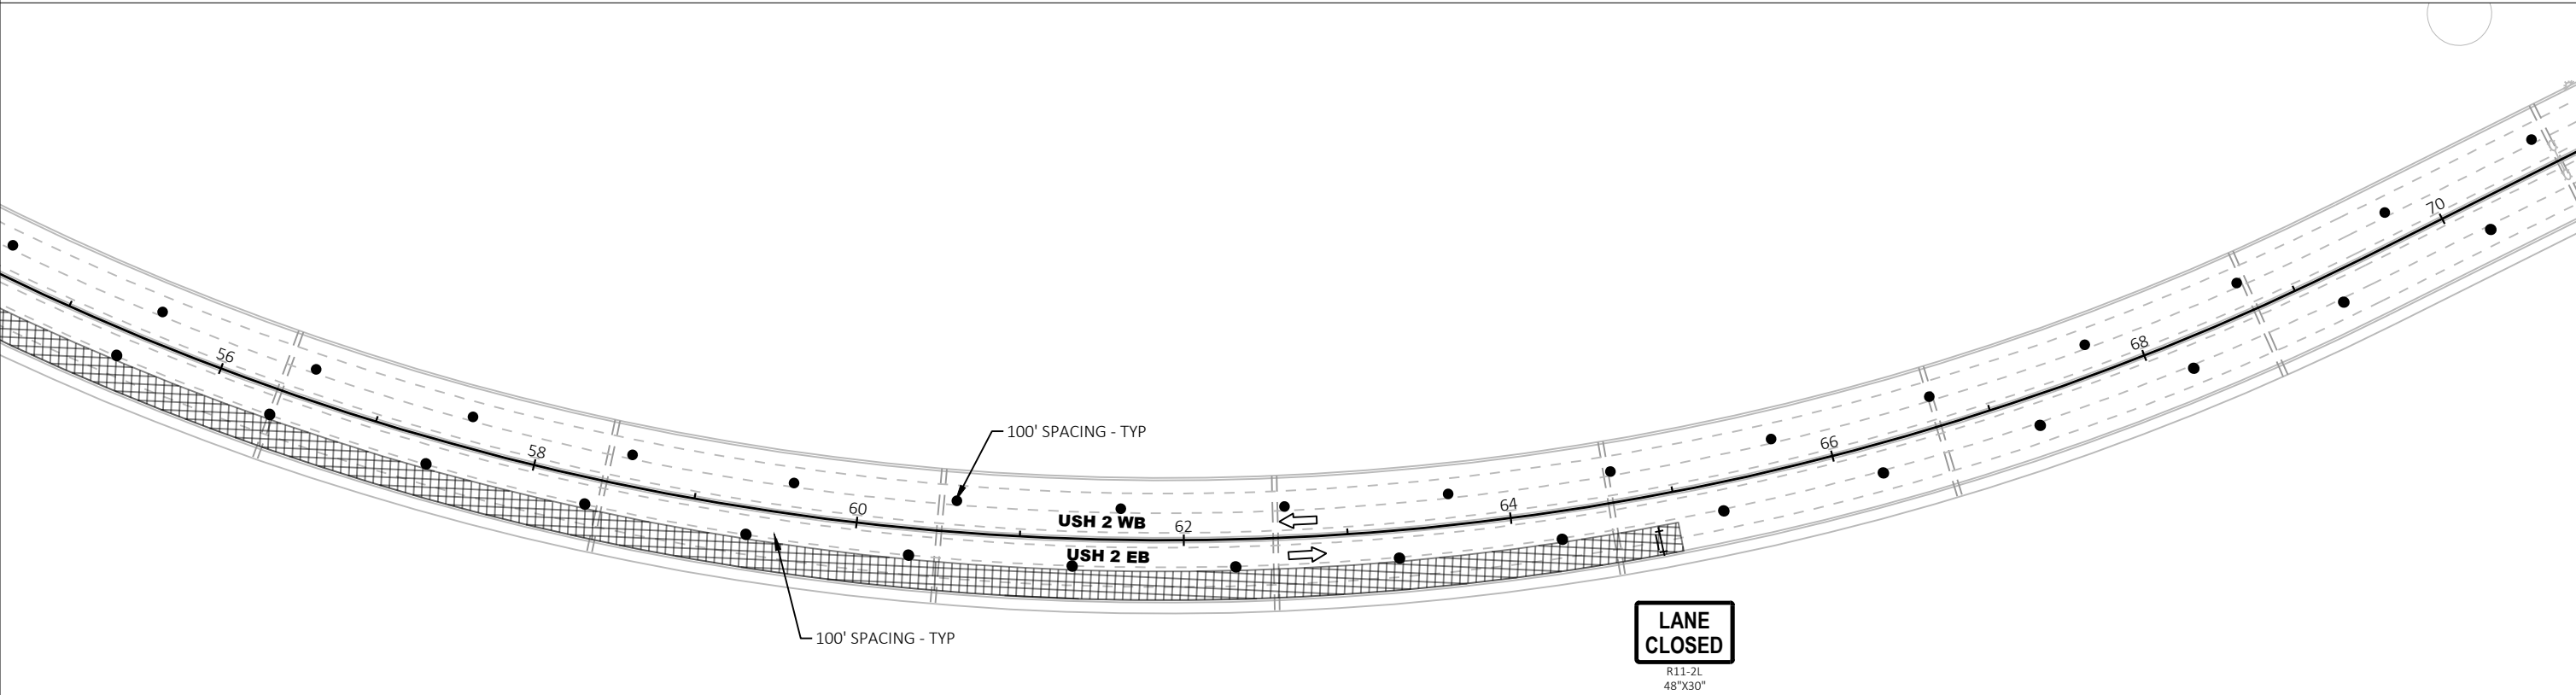 70
68
56
66
100' SPACING - TYP
58
64
60
USH 2 WB
62
USH 2 EB
100' SPACING - TYP
LANE
CLOSED
R11-2L
48"X30"